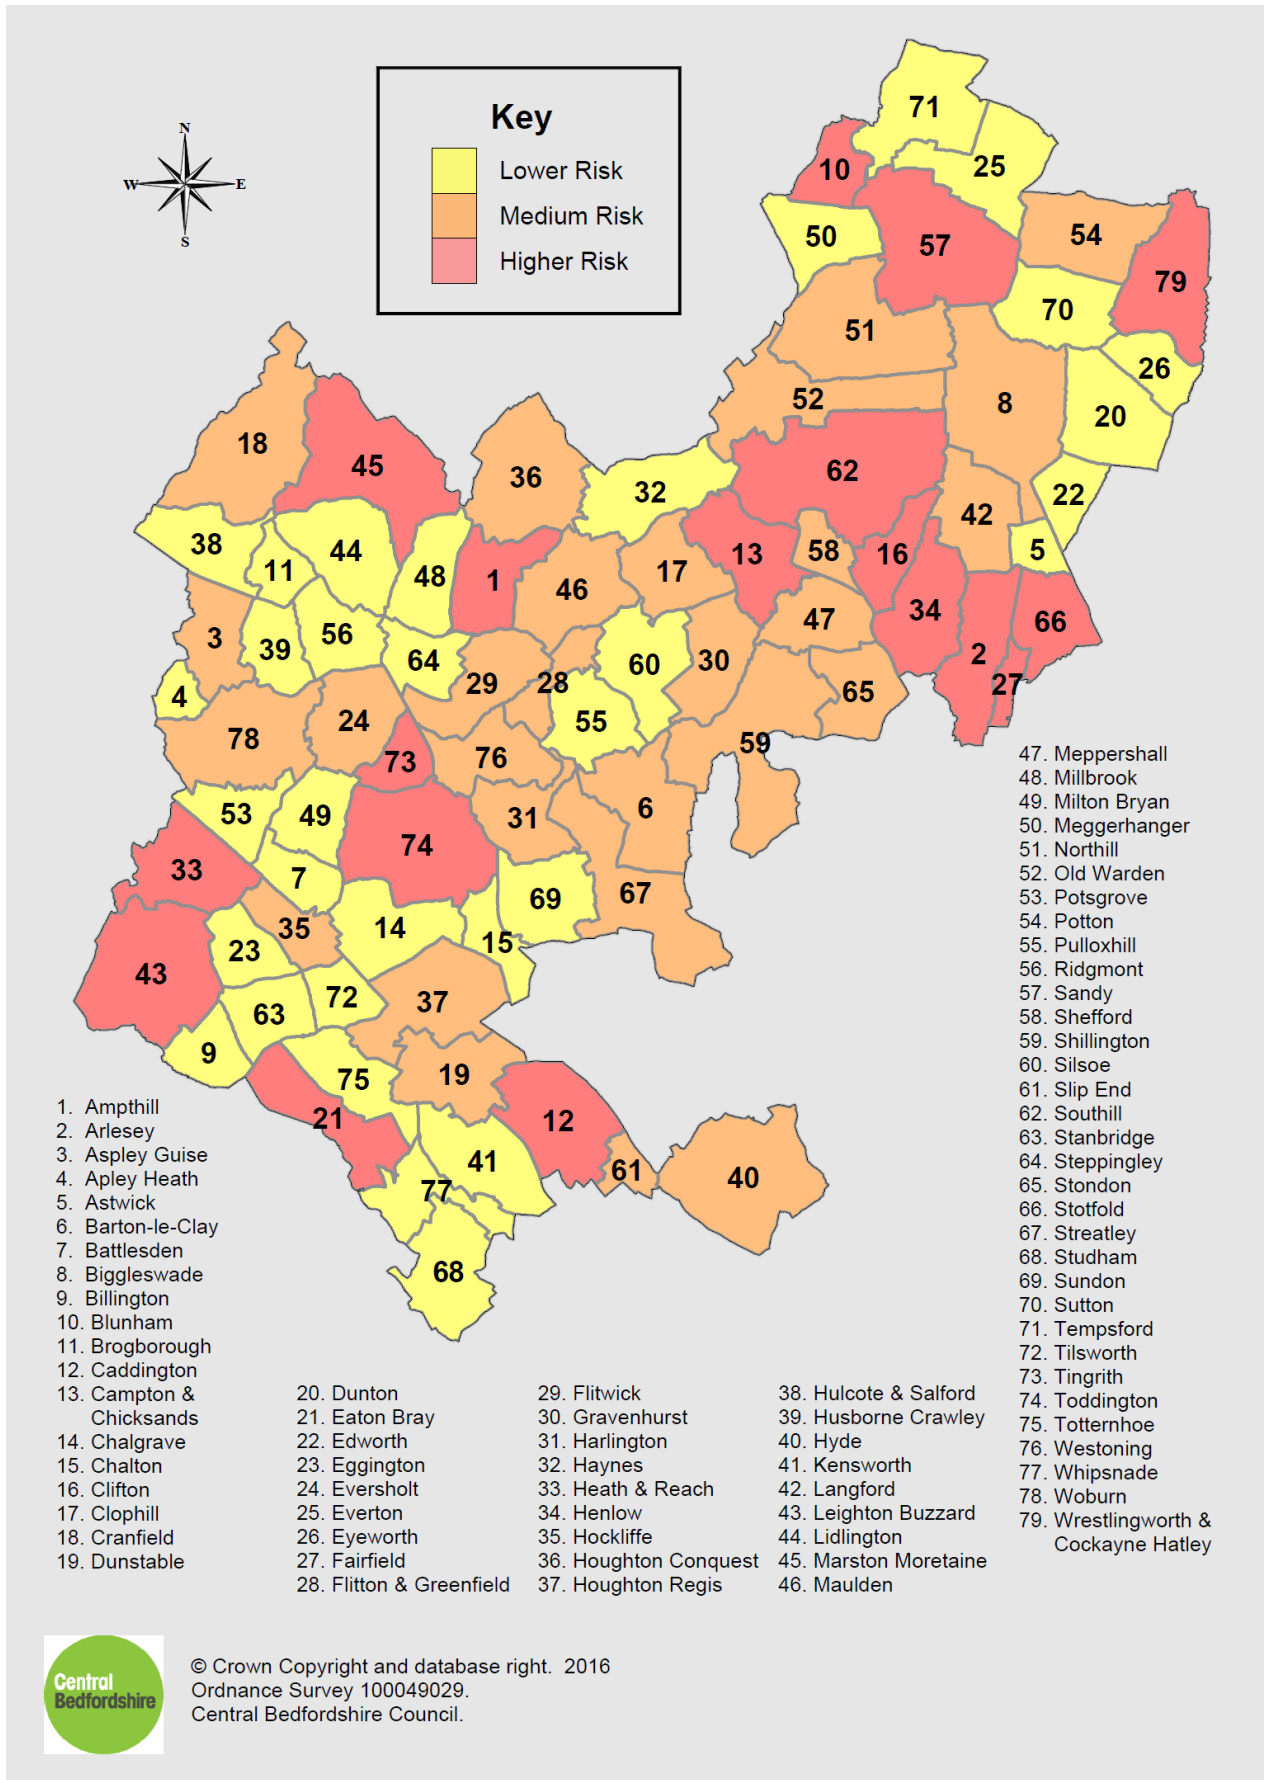 Key
Lower Risk
Medium Risk
Higher Risk
N
W E
S
71
10
25
50
57
54
79
70
51
26
52
8
20
18
45
36
62
32
22
42
38
44
13
58
16
5
11
48
1
46
17
34
47
66
3
39
56
64
60
30
2
29
28
27
4
65
24
55
78
59
73
76
53
49
31
6
74
33
7
69
67
35
14
23
15
43
72
37
63
9
75
19
21
12
41
61
40
77
68
1. Ampthill
2. Arlesey
3. Aspley Guise
4. Apley Heath
5. Astwick
6. Barton-le-Clay
7. Battlesden
8. Biggleswade
9. Billington
10. Blunham
11. Brogborough
12. Caddington
13. Campton &
Chicksands
14. Chalgrave
15. Chalton
16. Clifton
17. Clophill
18. Cranfield
19. Dunstable
20. Dunton
21. Eaton Bray
22. Edworth
23. Eggington
24. Eversholt
25. Everton
26. Eyeworth
27. Fairfield
28. Flitton & Greenfield
29. Flitwick
30. Gravenhurst
31. Harlington
32. Haynes
33. Heath & Reach
34. Henlow
35. Hockliffe
36. Houghton Conquest
37. Houghton Regis
38. Hulcote & Salford
39. Husborne Crawley
40. Hyde
41. Kensworth
42. Langford
43. Leighton Buzzard
44. Lidlington
45. Marston Moretaine
46. Maulden
47. Meppershall
48. Millbrook
49. Milton Bryan
50. Meggerhanger
51. Northill
52. Old Warden
53. Potsgrove
54. Potton
55. Pulloxhill
56. Ridgmont
57. Sandy
58. Shefford
59. Shillington
60. Silsoe
61. Slip End
62. Southill
63. Stanbridge
64. Steppingley
65. Stondon
66. Stotfold
67. Streatley
68. Studham
69. Sundon
70. Sutton
71. Tempsford
72. Tilsworth
73. Tingrith
74. Toddington
75. Totternhoe
76. Westoning
77. Whipsnade
78. Woburn
79. Wrestlingworth &
Cockayne Hatley
Central
Bedfordshire
© Crown Copyright and database right. 2016
Ordnance Survey 100049029.
Central Bedfordshire Council.